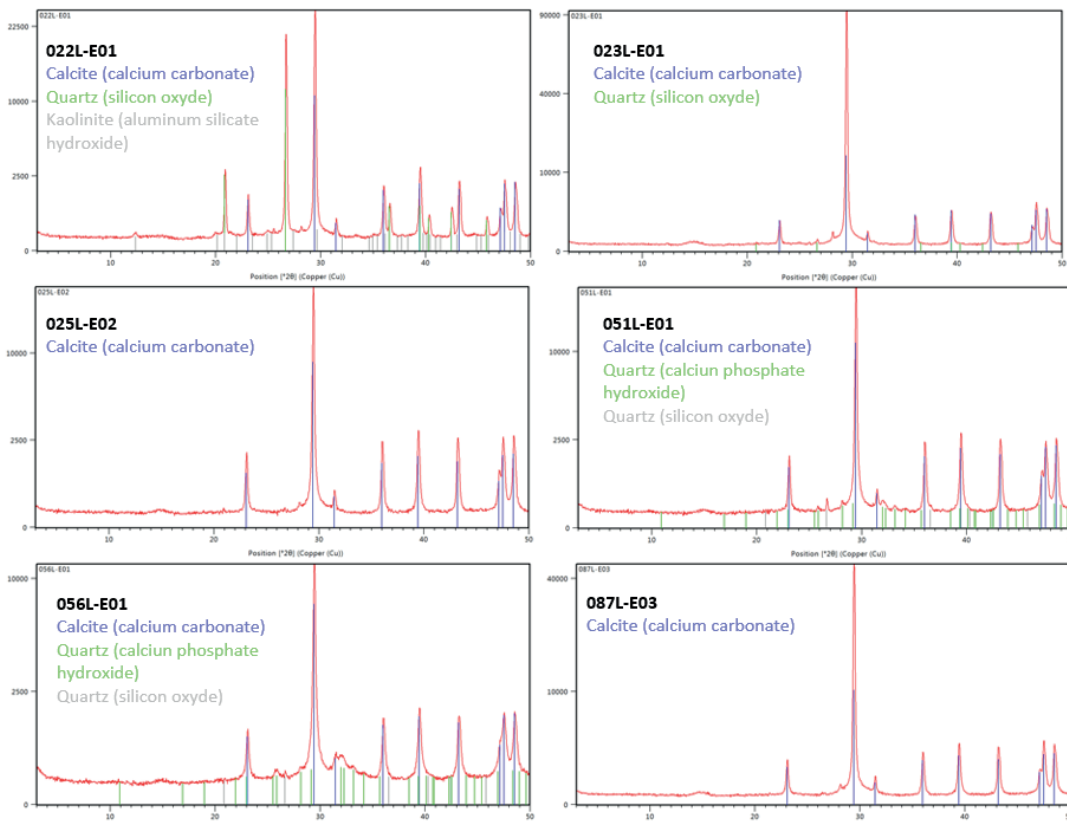 022L-E01
022L-E01
Calcite (calcium carbonate)
Quartz (silicon oxyde)
Kaolinite (aluminum silicate
hydroxide)
22500
10000
2500
0
10 20 30 40 50
Position [°2θ] (Copper (Cu))
023L-E01
023L-E01
Calcite (calcium carbonate)
Quartz (silicon oxyde)
90000
40000
10000
0
10 20 30 40 50
Position [°2θ] (Copper (Cu))
025L-E02
025L-E02
Calcite (calcium carbonate)
10000
2500
0
10 20 30 40 50
Position [°2θ] (Copper (Cu))
051L-E01
051L-E01
Calcite (calcium carbonate)
Quartz (calciun phosphate
hydroxide)
Quartz (silicon oxyde)
10000
2500
0
10 20 30 40
Position [°2θ] (Copper (Cu))
056L-E01
056L-E01
Calcite (calcium carbonate)
Quartz (calciun phosphate
hydroxide)
Quartz (silicon oxyde)
10000
2500
0
10 20 30 40 50
087L-E03
087L-E03
Calcite (calcium carbonate)
40000
10000
0
10 20 30 40 50